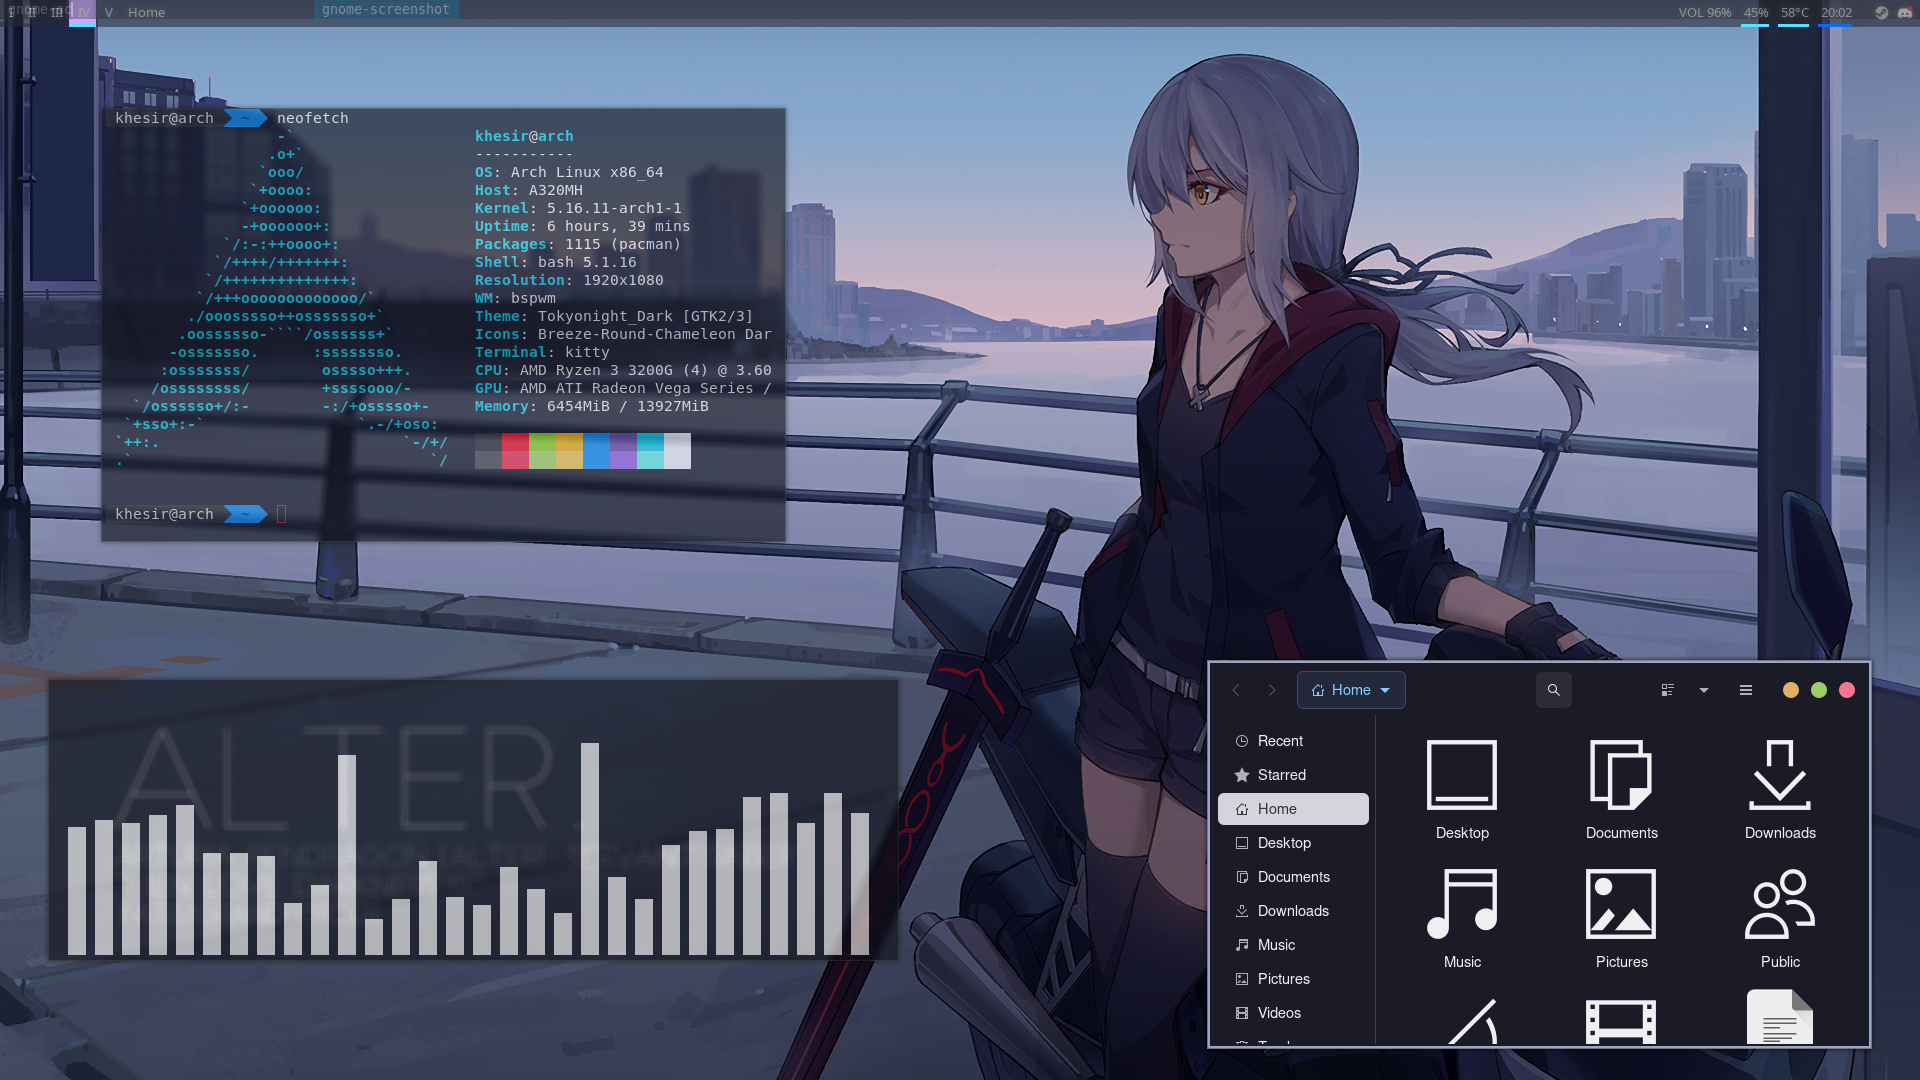 I II III IV V Home
gnome-sc
gnome-screenshot
VOL 96% 45% 58°C 20:02
khesir@arch ~ neofetch
khesir@arch
-----------
OS: Arch Linux x86_64
Host: A320MH
Kernel: 5.16.11-arch1-1
Uptime: 6 hours, 39 mins
Packages: 1115 (pacman)
Shell: bash 5.1.16
Resolution: 1920x1080
WM: bspwm
Theme: Tokyonight_Dark [GTK2/3]
Icons: Breeze-Round-Chameleon Dar
Terminal: kitty
CPU: AMD Ryzen 3 3200G (4) @ 3.60
GPU: AMD ATI Radeon Vega Series /
Memory: 6454MiB / 13927MiB
khesir@arch ~
ALTER.
Home
Recent
Starred
Home
Desktop
Documents
Downloads
Music
Pictures
Videos
Desktop
Documents
Downloads
Music
Pictures
Public